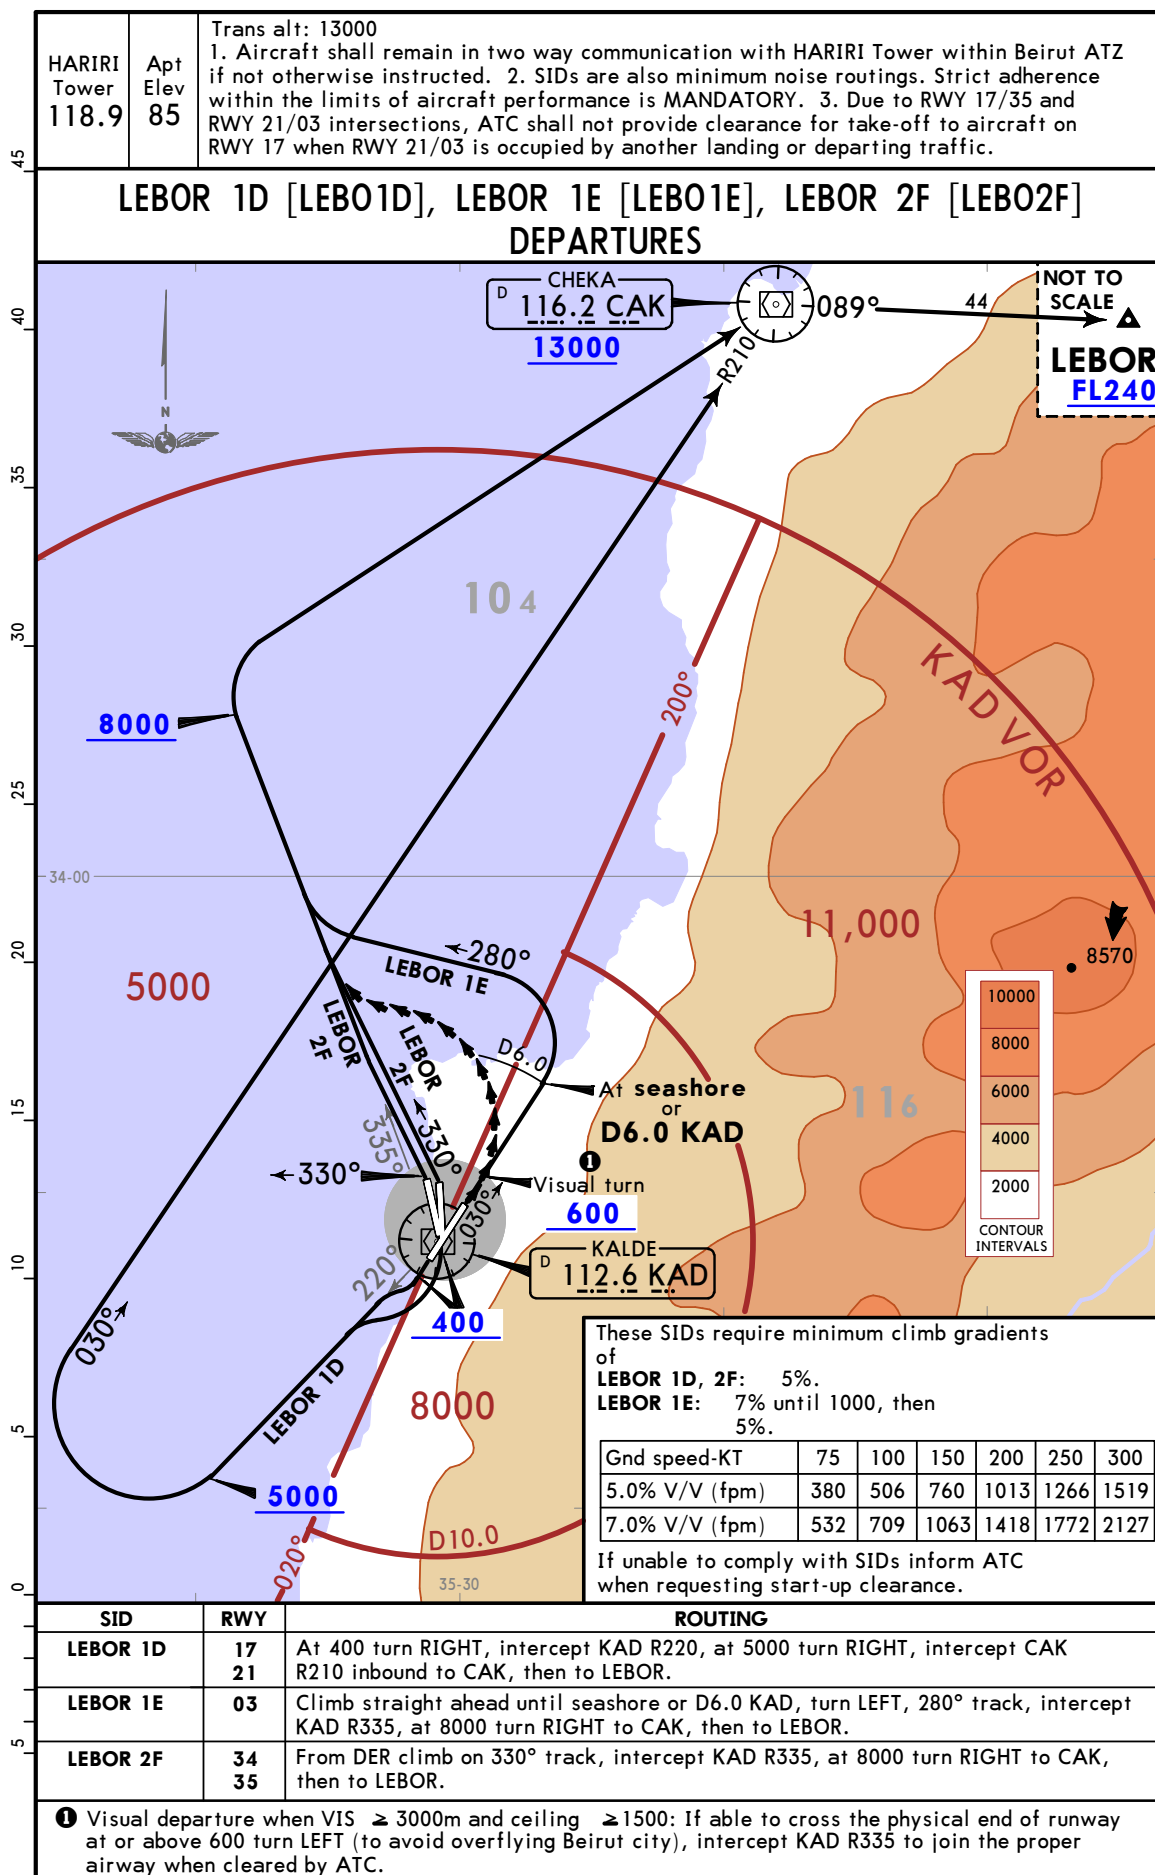 HARIRI
Tower
118.9
Apt
Elev
85
Trans alt: 13000
1. Aircraft shall remain in two way communication with HARIRI Tower within Beirut ATZ
if not otherwise instructed. 2. SIDs are also minimum noise routings. Strict adherence
within the limits of aircraft performance is MANDATORY. 3. Due to RWY 17/35 and
RWY 21/03 intersections, ATC shall not provide clearance for take-off to aircraft on
RWY 17 when RWY 21/03 is occupied by another landing or departing traffic.
LEBOR 1D [LEBO1D], LEBOR 1E [LEBO1E], LEBOR 2F [LEBO2F]
DEPARTURES
45
40
35
30
25
20
15
10
5
0
5
CHEKA
D 116.2 CAK
13000
R210
089°
44
NOT TO
SCALE
LEBOR
FL240
N
104
KAD VOR
200°
8000
34-00
11,000
5000
8570
280°
LEBOR 1E
LEBOR
2F
LEBOR
2F
D6.0
At seashore
or
D6.0 KAD
116
10000
8000
6000
4000
2000
CONTOUR
INTERVALS
335°
330°
330°
1
Visual turn
600
030°
KALDE
D 112.6 KAD
220°
400
030°
LEBOR 1D
8000
5000
D10.0
020°
35-30
These SIDs require minimum climb gradients
of
LEBOR 1D, 2F: 5%.
LEBOR 1E: 7% until 1000, then
5%.
Gnd speed-KT 75 100 150 200 250 300
5.0% V/V (fpm) 380 506 760 1013 1266 1519
7.0% V/V (fpm) 532 709 1063 1418 1772 2127
If unable to comply with SIDs inform ATC
when requesting start-up clearance.
SID RWY ROUTING
LEBOR 1D 17 At 400 turn RIGHT, intercept KAD R220, at 5000 turn RIGHT, intercept CAK
21 R210 inbound to CAK, then to LEBOR.
LEBOR 1E 03 Climb straight ahead until seashore or D6.0 KAD, turn LEFT, 280° track, intercept
KAD R335, at 8000 turn RIGHT to CAK, then to LEBOR.
LEBOR 2F 34 From DER climb on 330° track, intercept KAD R335, at 8000 turn RIGHT to CAK,
35 then to LEBOR.
1 Visual departure when VIS ≥ 3000m and ceiling ≥1500: If able to cross the physical end of runway
at or above 600 turn LEFT (to avoid overflying Beirut city), intercept KAD R335 to join the proper
airway when cleared by ATC.